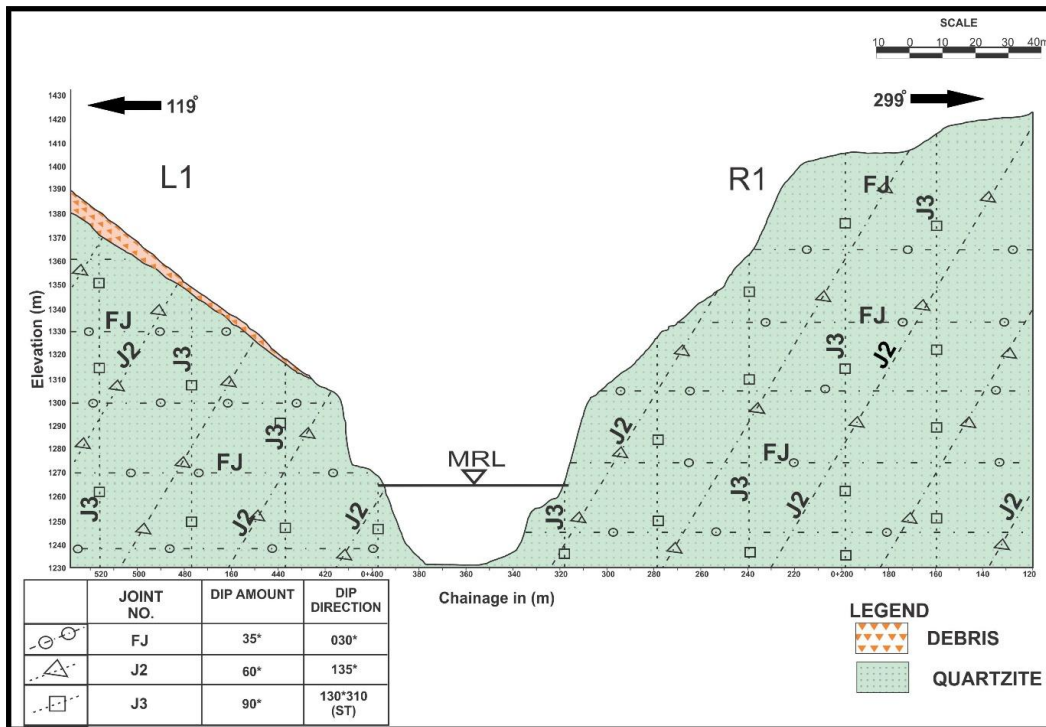 SCALE
10 0 10 20 30 40m
119°
299°
1430
1420
1410
1400
1390
1380
1370
1360
1350
1340
1330
1320
1310
1300
1290
1280
1270
1260
1250
1240
1230
Elevation (m)
L1
R1
FJ
J3
FJ
J2
J3
FJ
J3
J2
J3
FJ
J2
FJ
MRL
J3
J3
J2
J2
J3
J2
J2
520 500 480 160 440 420 0+400 380 360 340 320 300 280 260 240 220 0+200 160 160 140 120
Chainage in (m)
JOINT NO. DIP AMOUNT DIP DIRECTION
FJ 35* 030*
J2 60* 135*
J3 90* 130*310 (ST)
LEGEND
DEBRIS
QUARTZITE